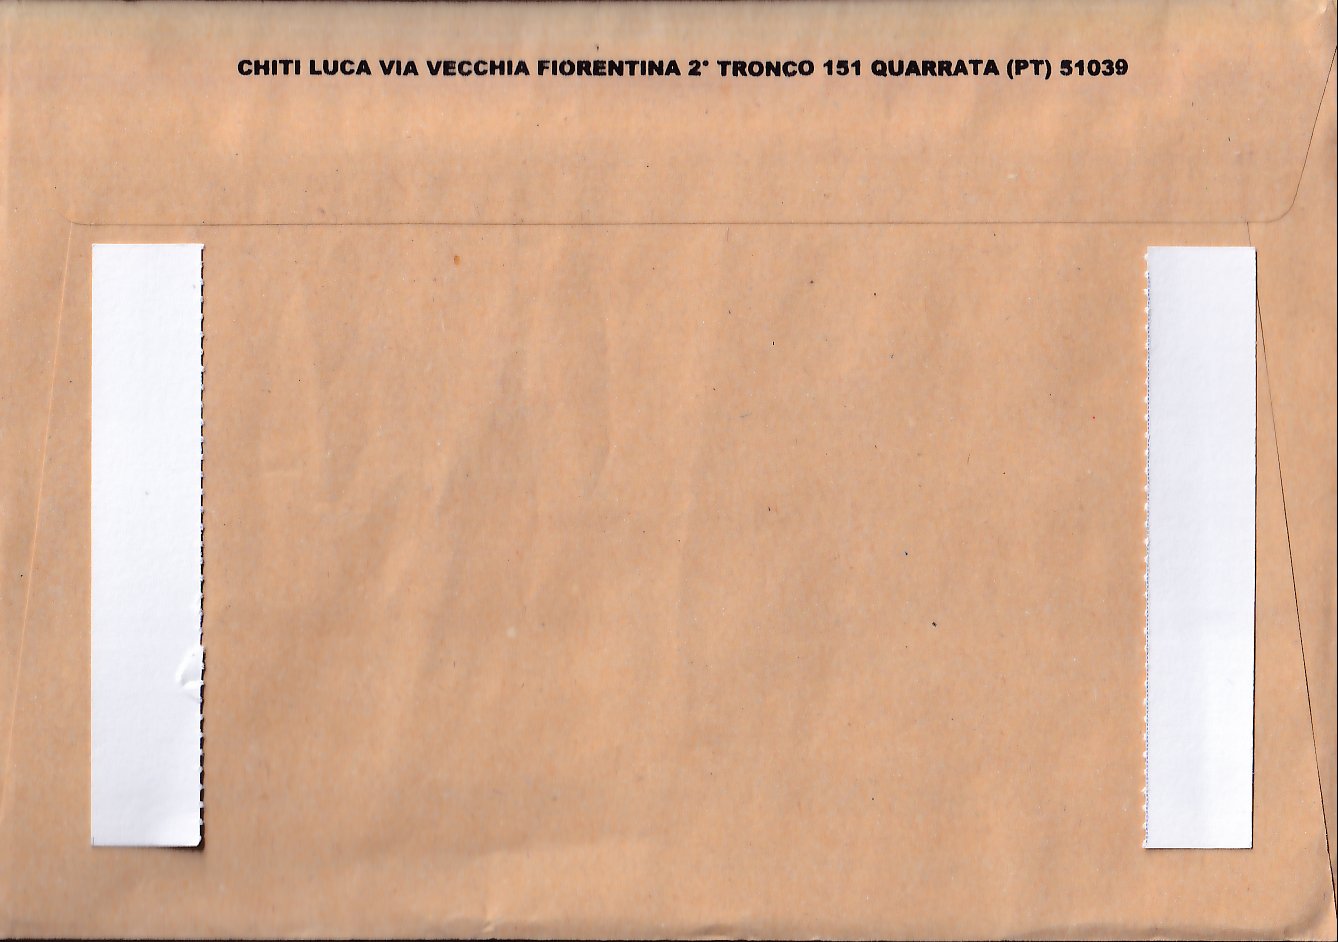 CHITI LUCA VIA VECCHIA FIORENTINA 2° TRONCO 151 QUARRATA (PT) 51039